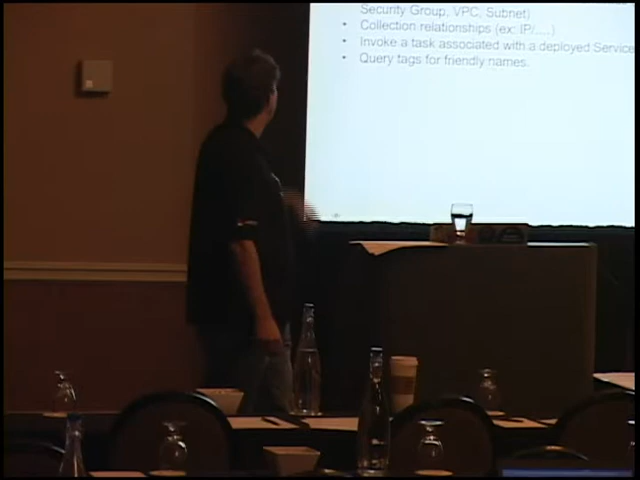 Security Group, VPC, Subnet)
• Collection relationships (ex: IP/....)
• Invoke a task associated with a deployed Service
• Query tags for friendly names.